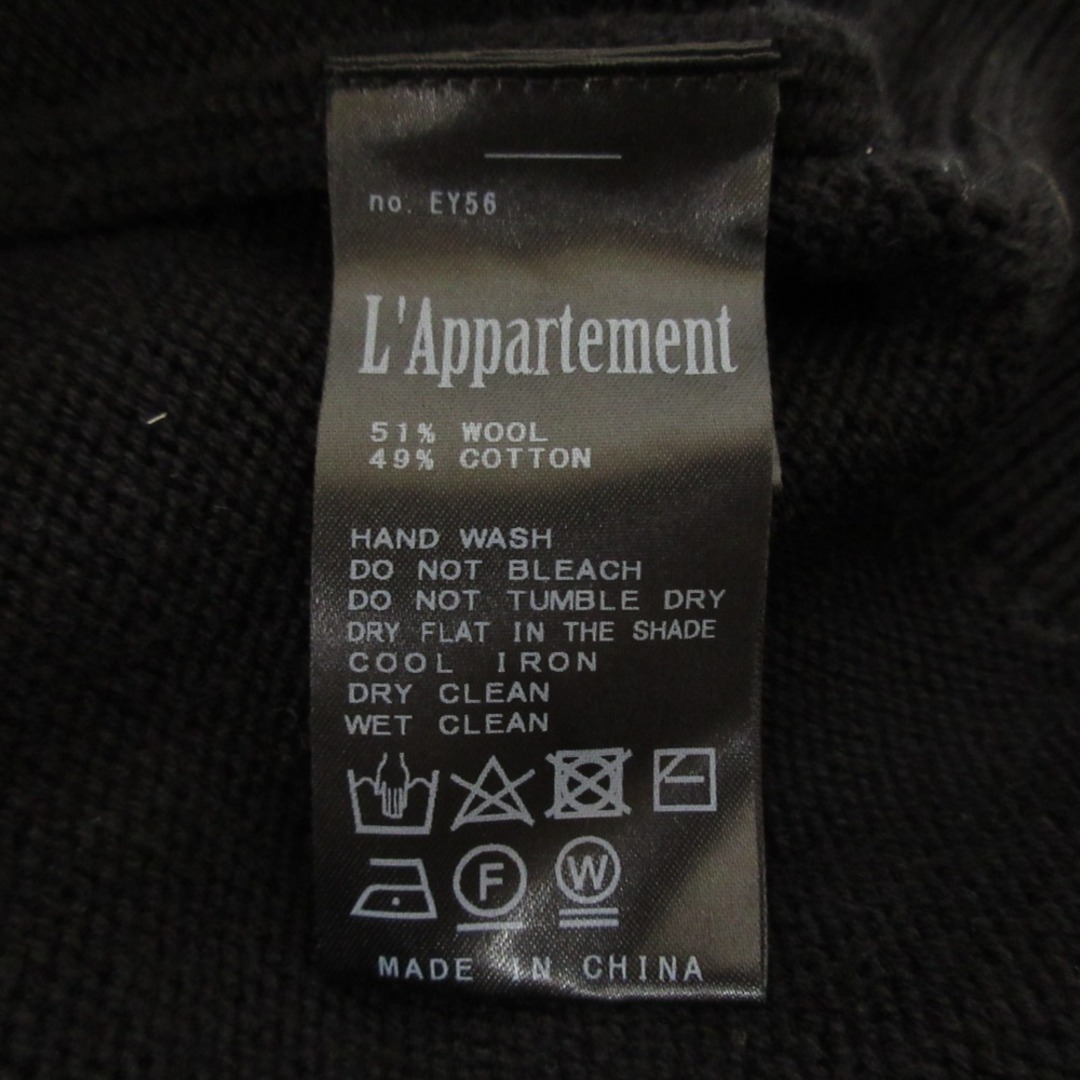 no. EY56
L'Appartement
51% WOOL
49% COTTON
HAND WASH
DO NOT BLEACH
DO NOT TUMBLE DRY
DRY FLAT IN THE SHADE
COOL IRON
DRY CLEAN
WET CLEAN
F W
MADE IN CHINA